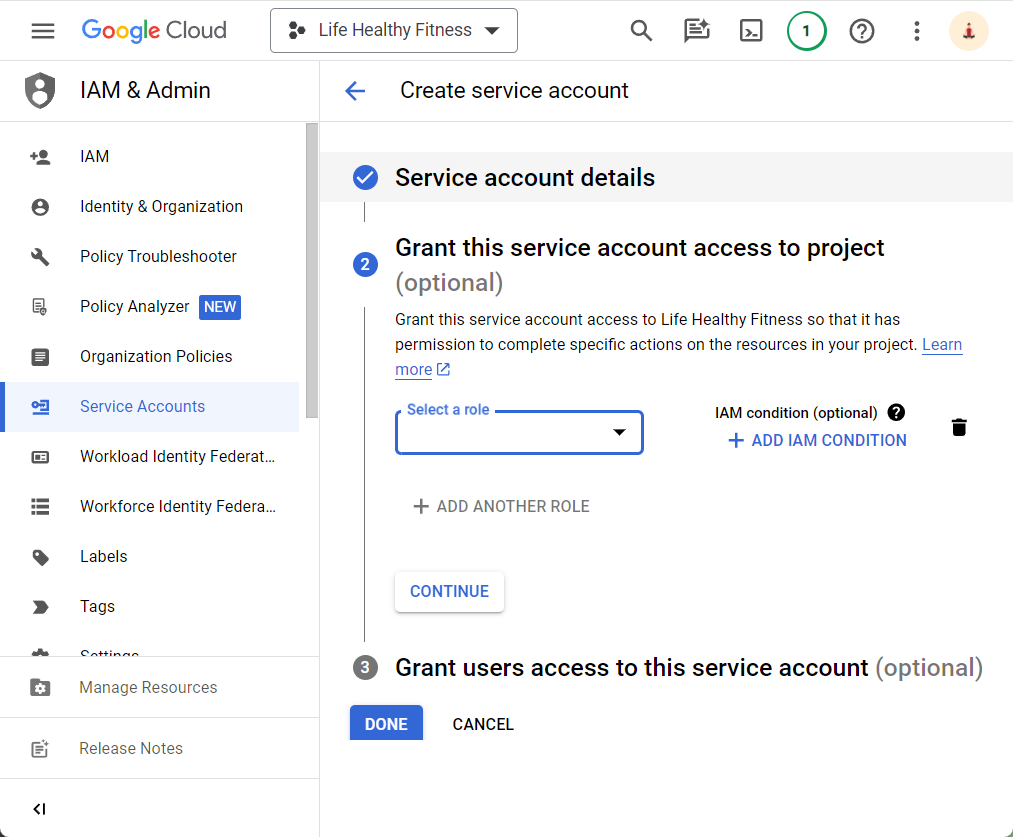 Google Cloud
Life Healthy Fitness
1
IAM & Admin
Create service account
IAM
Identity & Organization
Policy Troubleshooter
Policy Analyzer NEW
Organization Policies
Service Accounts
Workload Identity Federat...
Workforce Identity Federa...
Labels
Tags
Settings
Manage Resources
Release Notes
Service account details
2
Grant this service account access to project
(optional)
Grant this service account access to Life Healthy Fitness so that it has
permission to complete specific actions on the resources in your project. Learn
more
Select a role
IAM condition (optional) ?
+ ADD IAM CONDITION
+ ADD ANOTHER ROLE
CONTINUE
3 Grant users access to this service account (optional)
DONE CANCEL